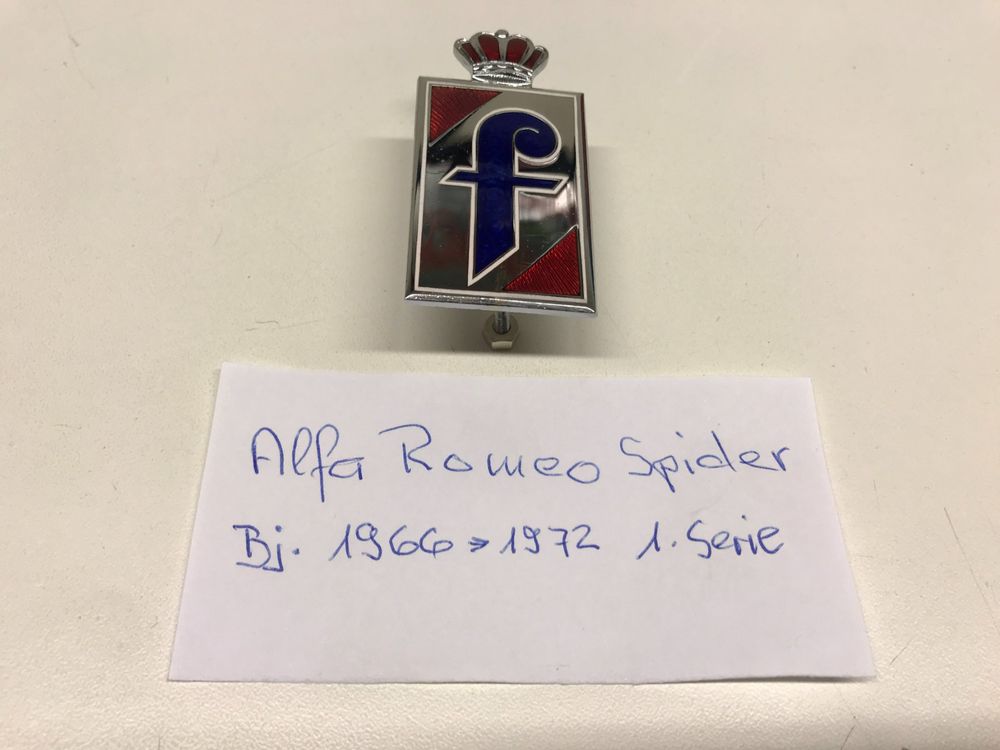 f
Alfa Romeo Spider
Bj. 1966 → 1972 1. Serie